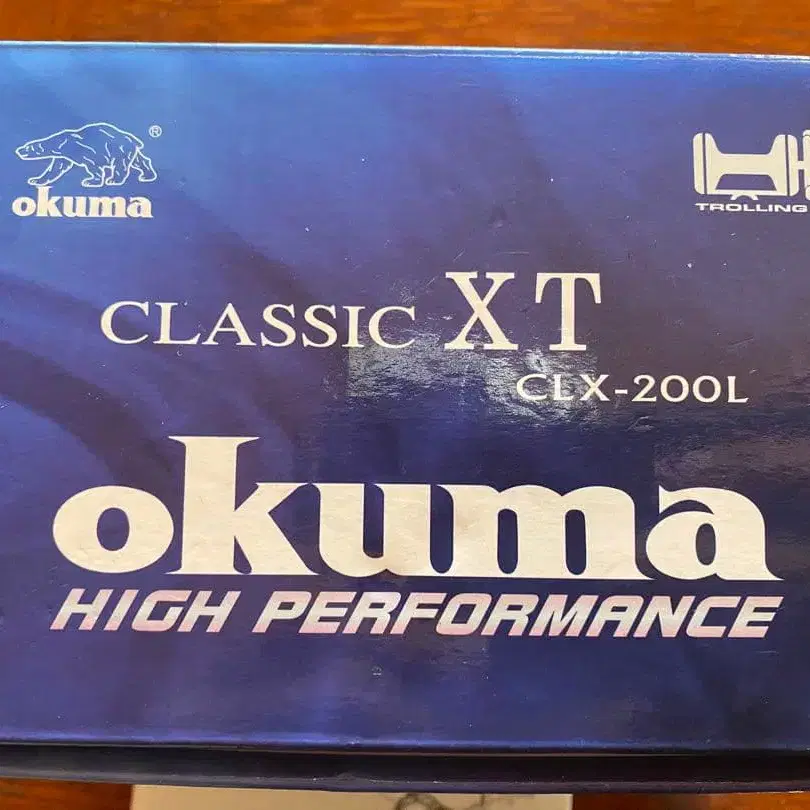 ®
okuma
TROLLING
CLASSIC XT
CLX-200L
okuma
HIGH PERFORMANCE